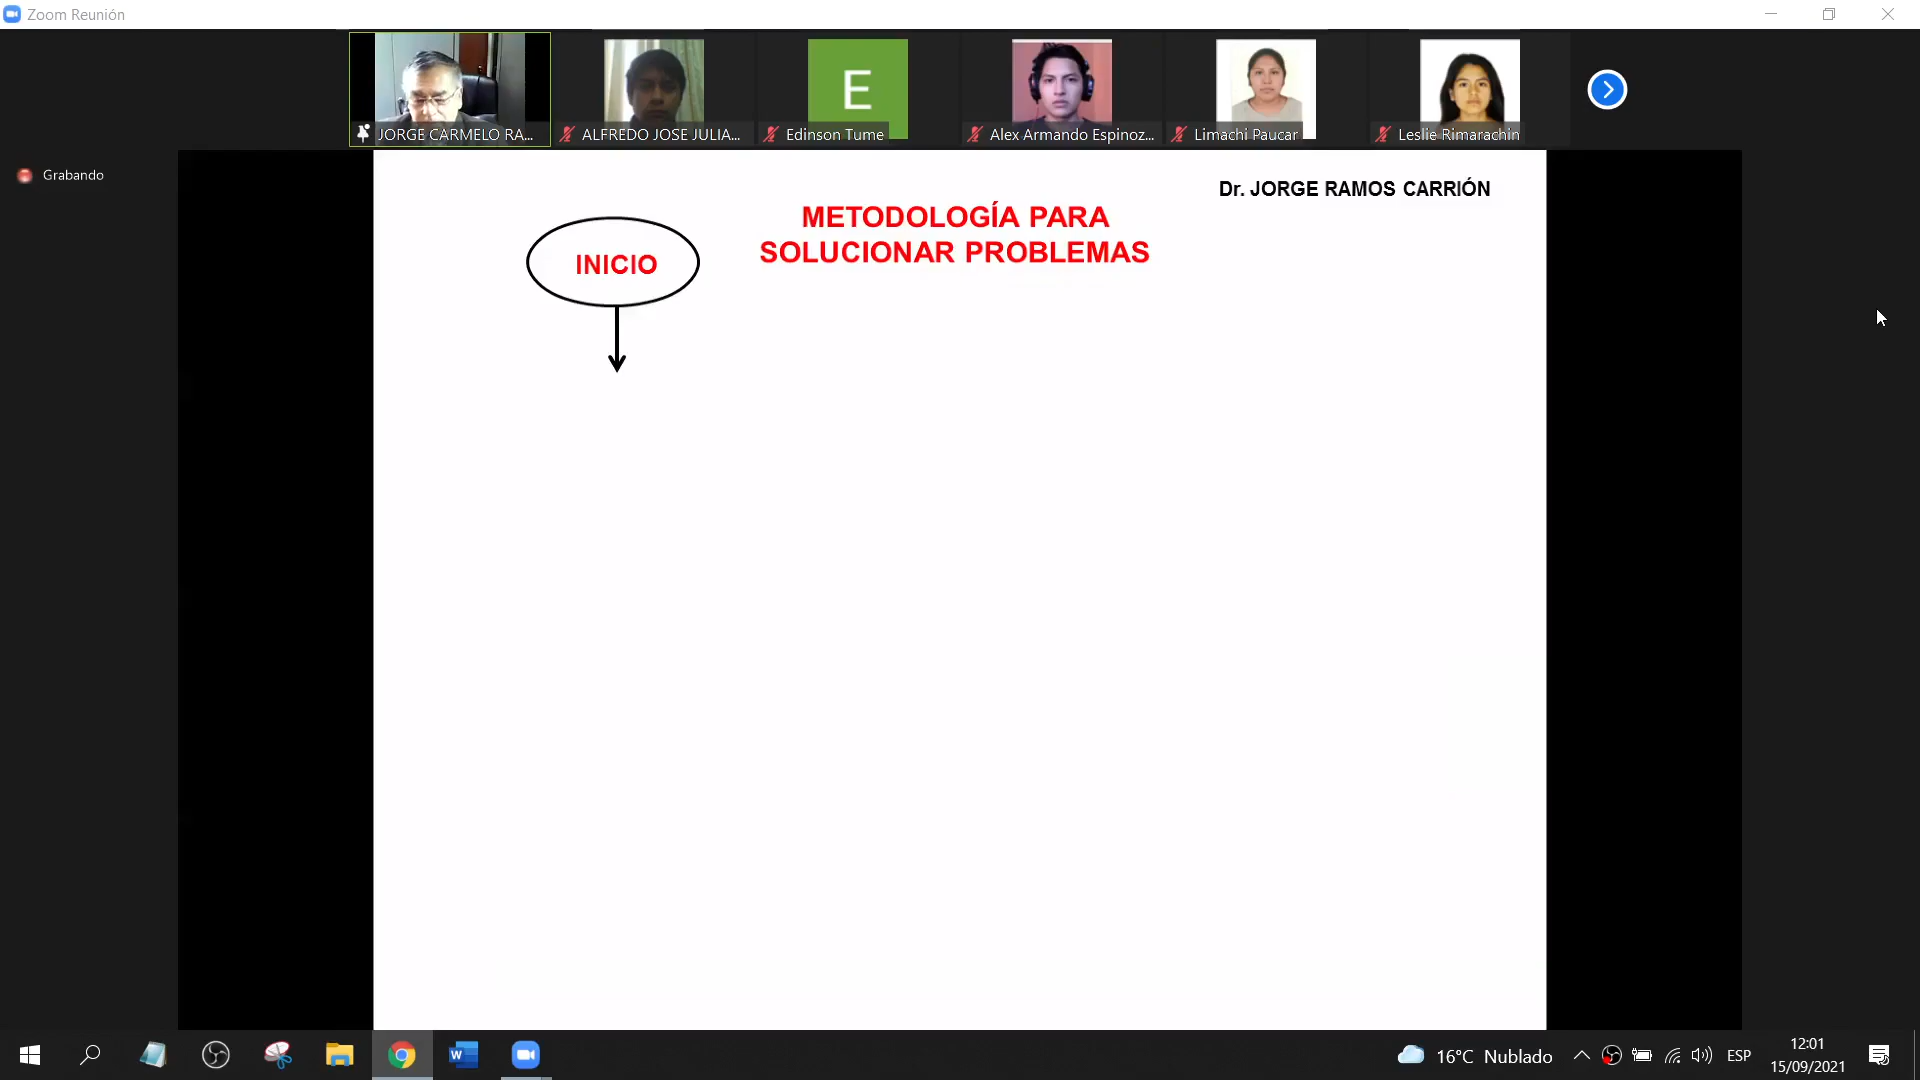 Zoom Reunión
E
JORGE CARMELO RA...
ALFREDO JOSE JULIA...
Edinson Tume
Alex Armando Espinoz...
Limachi Paucar
Leslie Rimarachin
Grabando
Dr. JORGE RAMOS CARRIÓN
METODOLOGÍA PARA
SOLUCIONAR PROBLEMAS
INICIO
16°C Nublado
ESP
12:01
15/09/2021